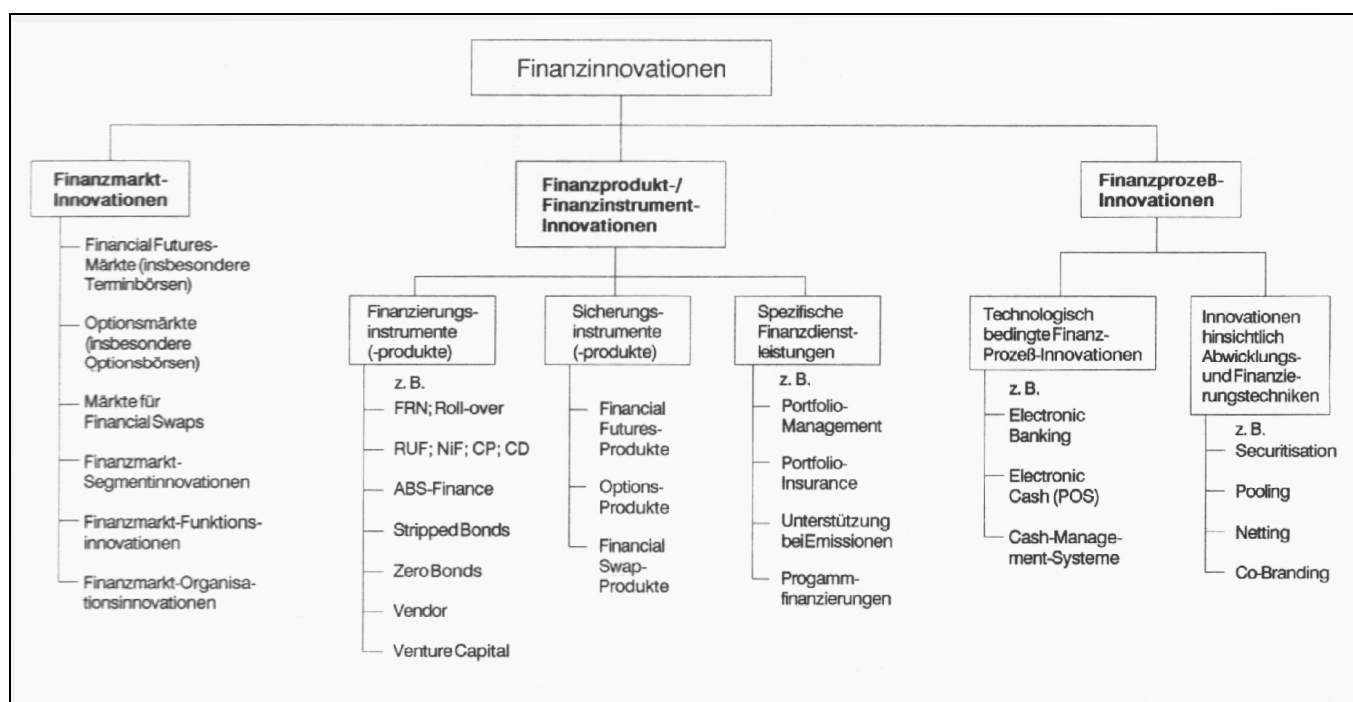 Finanzinnovationen
Finanzmarkt-
Innovationen
Financial Futures-
Märkte (insbesondere
Terminbörsen)
Optionsmärkte
(insbesondere
Optionsbörsen)
Märkte für
Financial Swaps
Finanzmarkt-
Segmentinnovationen
Finanzmarkt-Funktions-
innovationen
Finanzmarkt-Organisa-
tionsinnovationen
Finanzprodukt-/
Finanzinstrument-
Innovationen
Finanzierungs-
instrumente
(-produkte)
z. B.
FRN; Roll-over
RUF; NiF; CP; CD
ABS-Finance
Stripped Bonds
Zero Bonds
Vendor
Venture Capital
Sicherungs-
instrumente
(-produkte)
Financial
Futures-
Produkte
Options-
Produkte
Financial
Swap-
Produkte
Spezifische
Finanzdienst-
leistungen
z. B.
Portfolio-
Management
Portfolio-
Insurance
Unterstützung
bei Emissionen
Progamm-
finanzierungen
Finanzprozeß-
Innovationen
Technologisch
bedingte Finanz-
Prozeß-Innovationen
z. B.
Electronic
Banking
Electronic
Cash (POS)
Cash-Manage-
ment-Systeme
Innovationen
hinsichtlich
Abwicklungs-
und Finanzie-
rungstechniken
z. B.
Securitisation
Pooling
Netting
Co-Branding